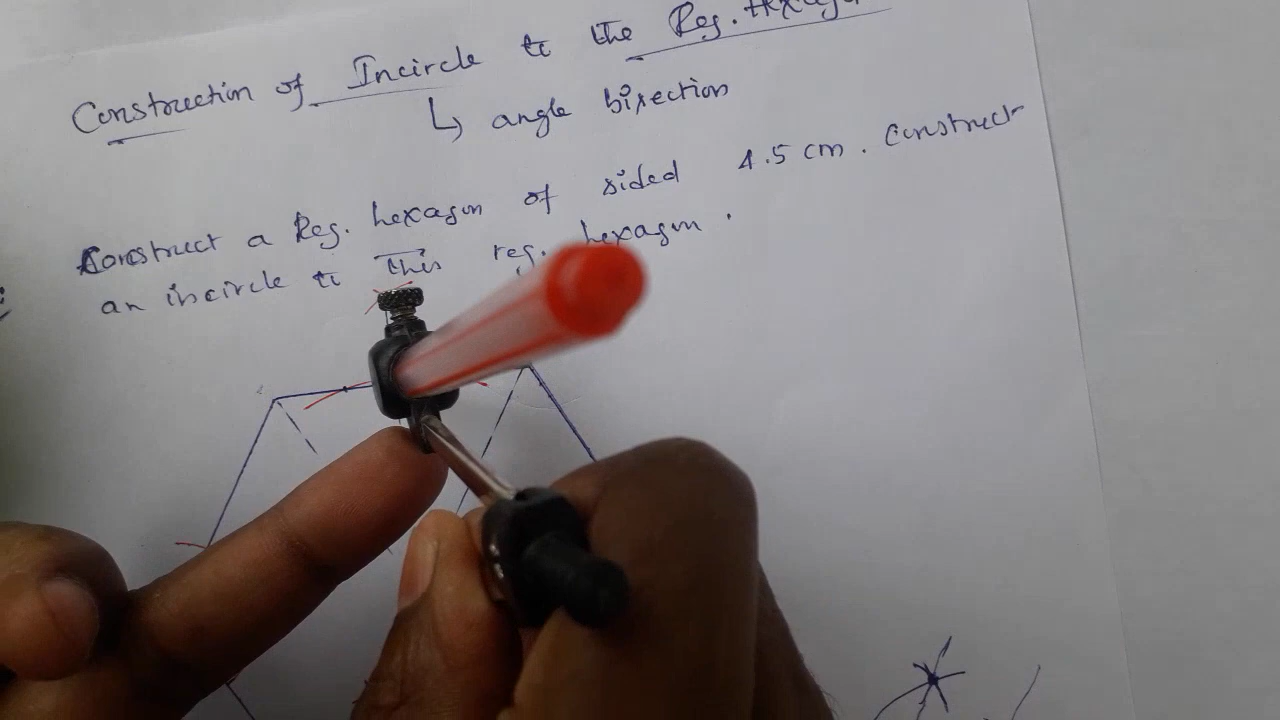 Construction of Incircle to the Reg. Hexagon
↳ angle bisection
Construct a Reg. hexagon of sided 4.5 cm. Construct
an incircle to this reg. hexagon.